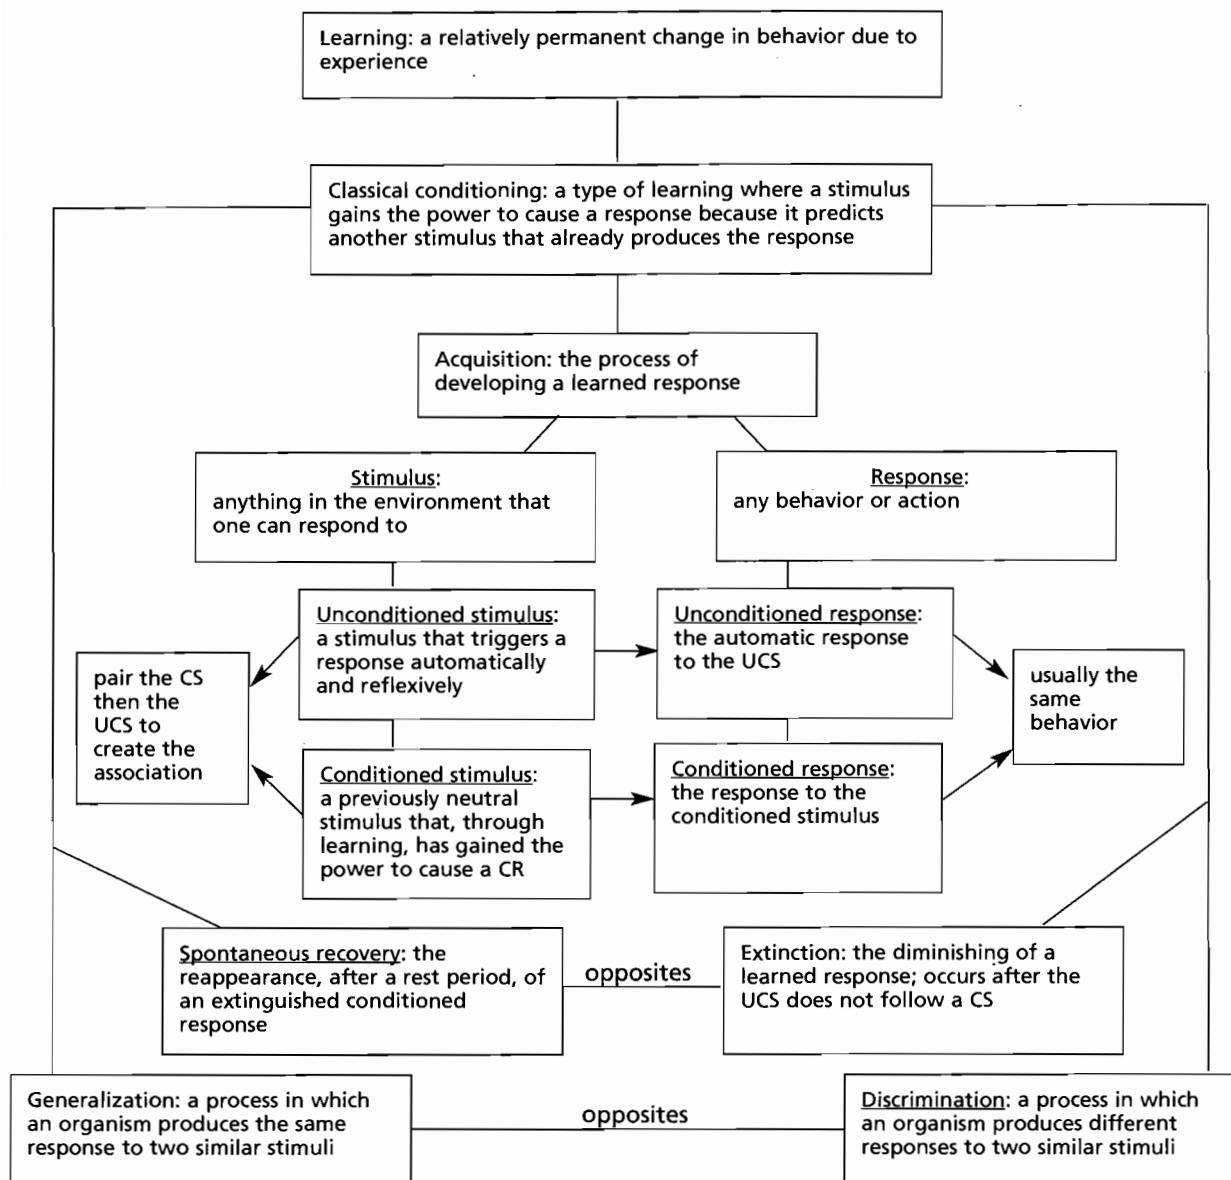 Learning: a relatively permanent change in behavior due to
experience
Classical conditioning: a type of learning where a stimulus
gains the power to cause a response because it predicts
another stimulus that already produces the response
Acquisition: the process of
developing a learned response
Stimulus:
anything in the environment that
one can respond to
Response:
any behavior or action
Unconditioned stimulus:
a stimulus that triggers a
response automatically
and reflexively
Unconditioned response:
the automatic response
to the UCS
pair the CS
then the
UCS to
create the
association
usually the
same
behavior
Conditioned stimulus:
a previously neutral
stimulus that, through
learning, has gained the
power to cause a CR
Conditioned response:
the response to the
conditioned stimulus
Spontaneous recovery: the
reappearance, after a rest period, of
an extinguished conditioned
response
opposites
Extinction: the diminishing of a
learned response; occurs after the
UCS does not follow a CS
Generalization: a process in which
an organism produces the same
response to two similar stimuli
opposites
Discrimination: a process in which
an organism produces different
responses to two similar stimuli